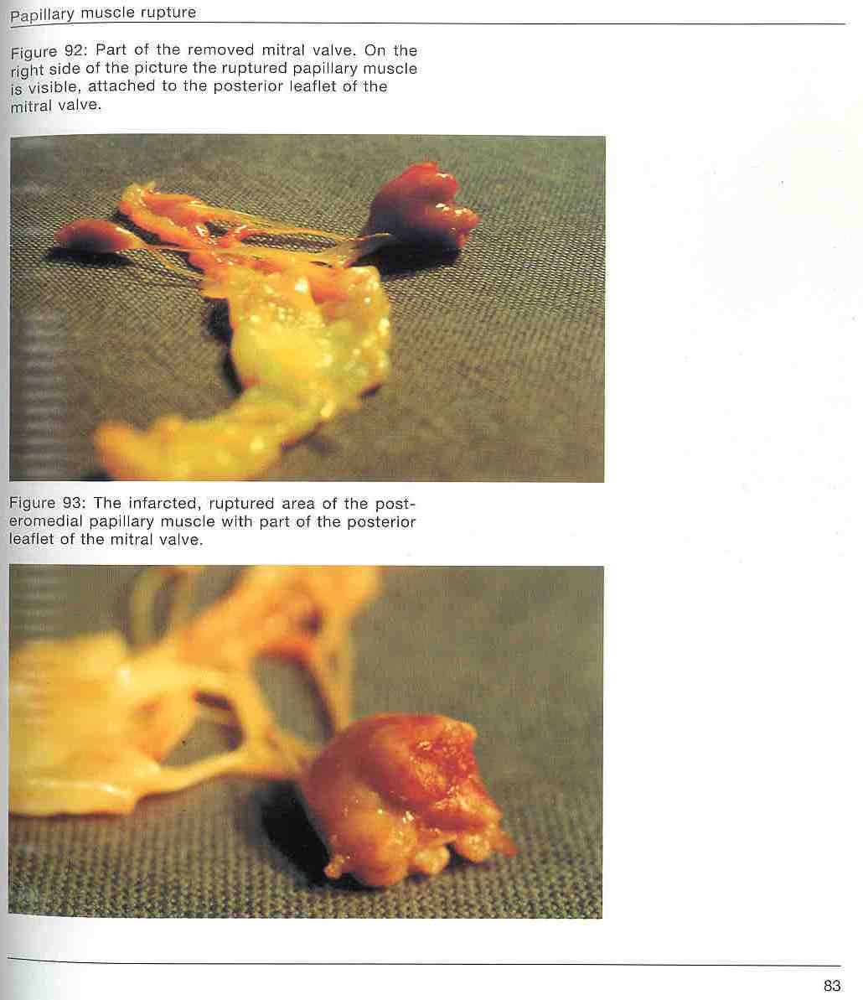 Papillary muscle rupture
Figure 92: Part of the removed mitral valve. On the
right side of the picture the ruptured papillary muscle
is visible, attached to the posterior leaflet of the
mitral valve.
Figure 93: The infarcted, ruptured area of the post-
eromedial papillary muscle with part of the posterior
leaflet of the mitral valve.
83